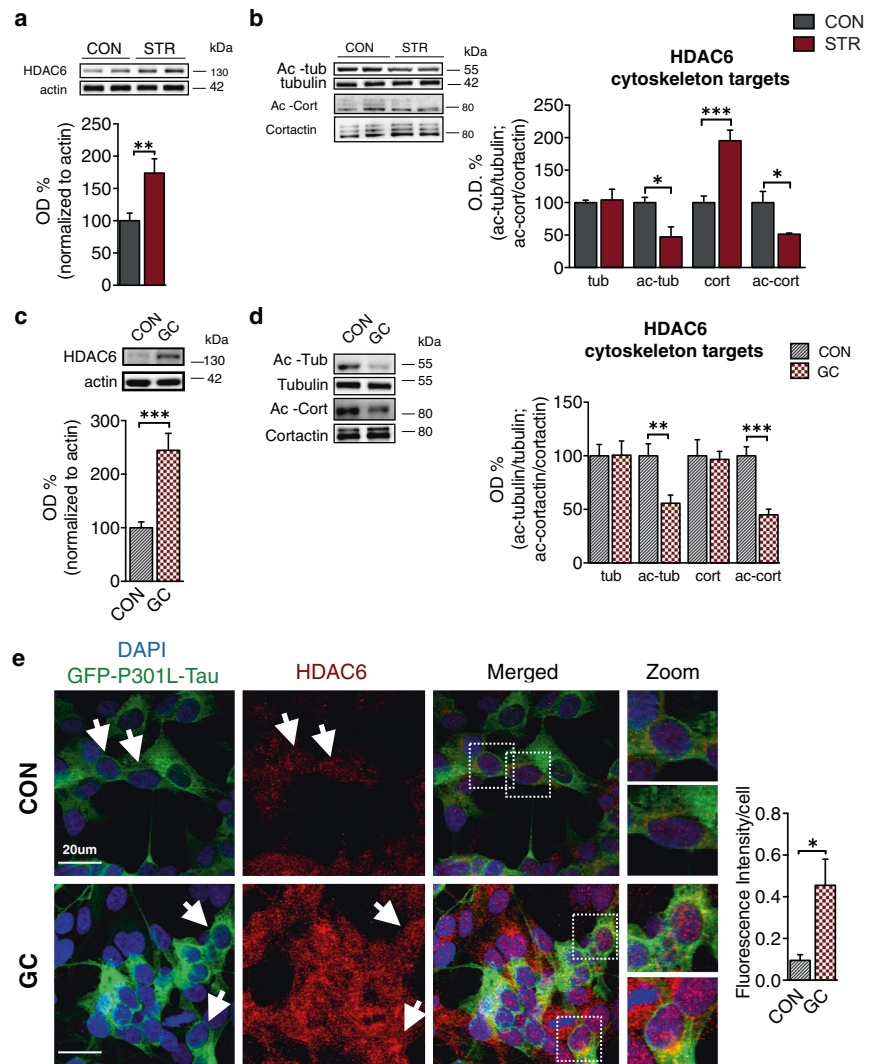 a
CON STR kDa
HDAC6 130
actin 42
250
200
150
100
50
0
OD %
(normalized to actin)
**
b
CON STR kDa
Ac -tub 55
tubulin 42
Ac -Cort 80
Cortactin 80
CON
STR
HDAC6
cytoskeleton targets
250
200
150
100
50
0
O.D. %
(ac-tub/tubulin;
ac-cort/cortactin)
* *** *
tub ac-tub cort ac-cort
c
CON GC kDa
HDAC6 130
actin 42
300
200
100
0
OD %
(normalized to actin)
***
CON GC
d
CON GC kDa
Ac -Tub 55
Tubulin 55
Ac -Cort 80
Cortactin 80
HDAC6
cytoskeleton targets
CON
GC
150
100
50
0
OD %
(ac-tubulin/tubulin;
ac-cortactin/cortactin)
** ***
tub ac-tub cort ac-cort
e
DAPI
GFP-P301L-Tau HDAC6 Merged Zoom
CON
20um
GC
0.8
0.6
0.4
0.2
0.0
Fluorescence Intensity/cell
*
CON GC